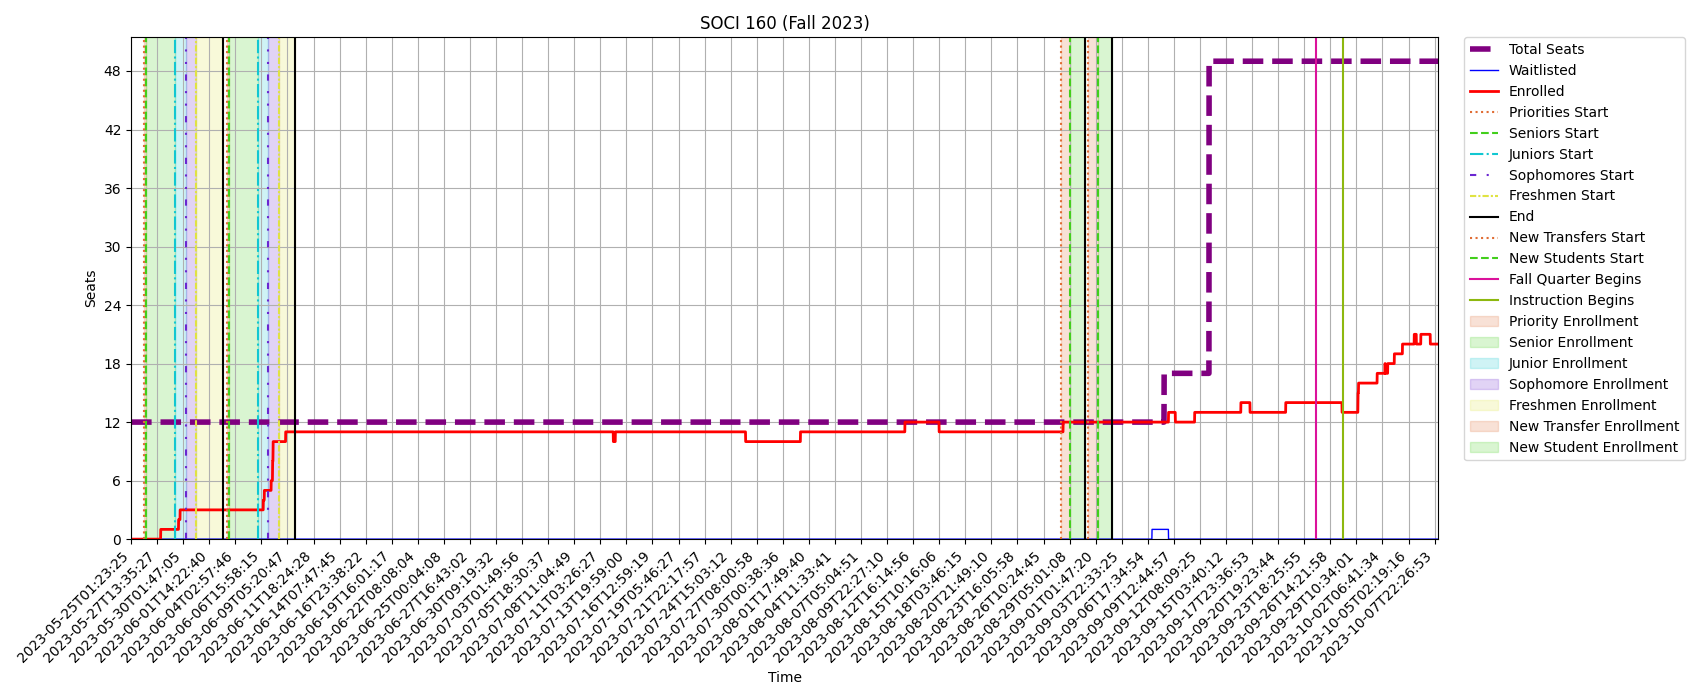 SOCI 160 (Fall 2023)
48
42
36
30
24
18
12
6
0
Seats
2023-05-25T01:23:25
2023-05-27T13:35:27
2023-05-30T01:47:05
2023-06-01T14:22:40
2023-06-04T02:57:46
2023-06-06T15:58:15
2023-06-09T05:20:47
2023-06-11T18:24:28
2023-06-14T07:47:45
2023-06-16T23:38:22
2023-06-19T16:01:17
2023-06-22T08:08:04
2023-06-25T00:04:08
2023-06-27T16:43:02
2023-06-30T09:19:32
2023-07-03T01:49:56
2023-07-05T18:30:37
2023-07-08T11:04:49
2023-07-11T03:26:27
2023-07-13T19:59:00
2023-07-16T12:59:19
2023-07-19T05:46:27
2023-07-21T22:17:57
2023-07-24T15:03:12
2023-07-27T08:00:58
2023-07-30T00:38:36
2023-08-01T17:49:40
2023-08-04T11:33:41
2023-08-07T05:04:51
2023-08-09T22:27:10
2023-08-12T16:14:56
2023-08-15T10:16:06
2023-08-18T03:46:15
2023-08-20T21:49:10
2023-08-23T16:05:58
2023-08-26T10:24:45
2023-08-29T05:01:08
2023-09-01T01:47:20
2023-09-03T22:33:25
2023-09-06T17:34:54
2023-09-09T12:44:57
2023-09-12T08:09:25
2023-09-15T03:40:12
2023-09-17T23:36:53
2023-09-20T19:23:44
2023-09-23T18:25:55
2023-09-26T14:21:58
2023-09-29T10:34:01
2023-10-02T06:41:34
2023-10-05T02:19:16
2023-10-07T22:26:53
Time
Total Seats
Waitlisted
Enrolled
Priorities Start
Seniors Start
Juniors Start
Sophomores Start
Freshmen Start
End
New Transfers Start
New Students Start
Fall Quarter Begins
Instruction Begins
Priority Enrollment
Senior Enrollment
Junior Enrollment
Sophomore Enrollment
Freshmen Enrollment
New Transfer Enrollment
New Student Enrollment